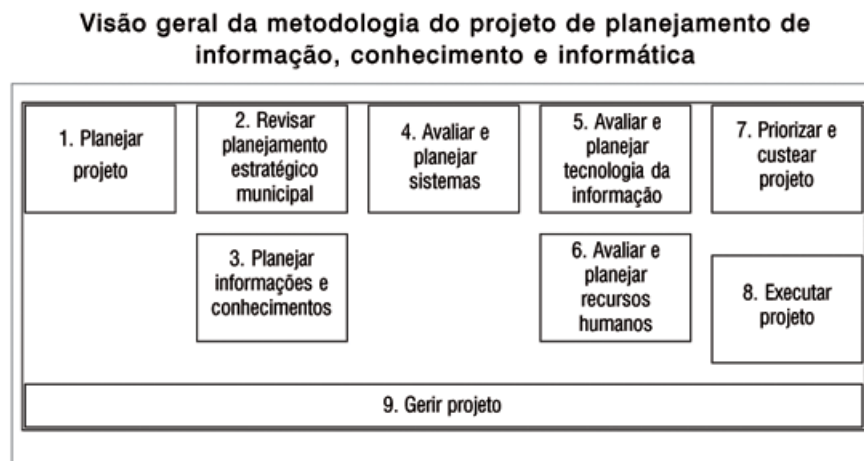 Visão geral da metodologia do projeto de planejamento de
informação, conhecimento e informática
1. Planejar
projeto
2. Revisar
planejamento
estratégico
municipal
3. Planejar
informações e
conhecimentos
4. Avaliar e
planejar
sistemas
5. Avaliar e
planejar
tecnologia da
informação
6. Avaliar e
planejar
recursos
humanos
7. Priorizar e
custear
projeto
8. Executar
projeto
9. Gerir projeto